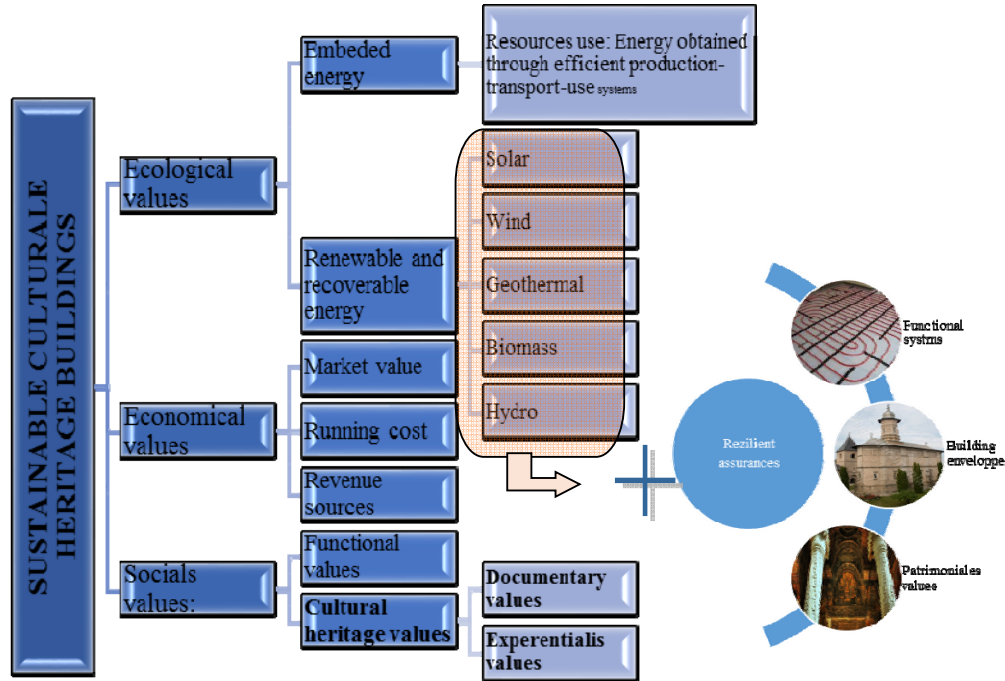 SUSTAINABLE CULTURALE
HERITAGE BUILDINGS
Ecological
values
Embeded
energy
Resources use: Energy obtained
through efficient production-
transport-use systems
Renewable and
recoverable
energy
Solar
Wind
Geothermal
Biomass
Hydro
Economical
values
Market value
Running cost
Revenue
sources
Socials
values:
Functional
values
Cultural
heritage values
Documentary
values
Experentialis
values
Rezilient
assurances
Functional
systms
Building
enveloppe
Patrimoniales
values